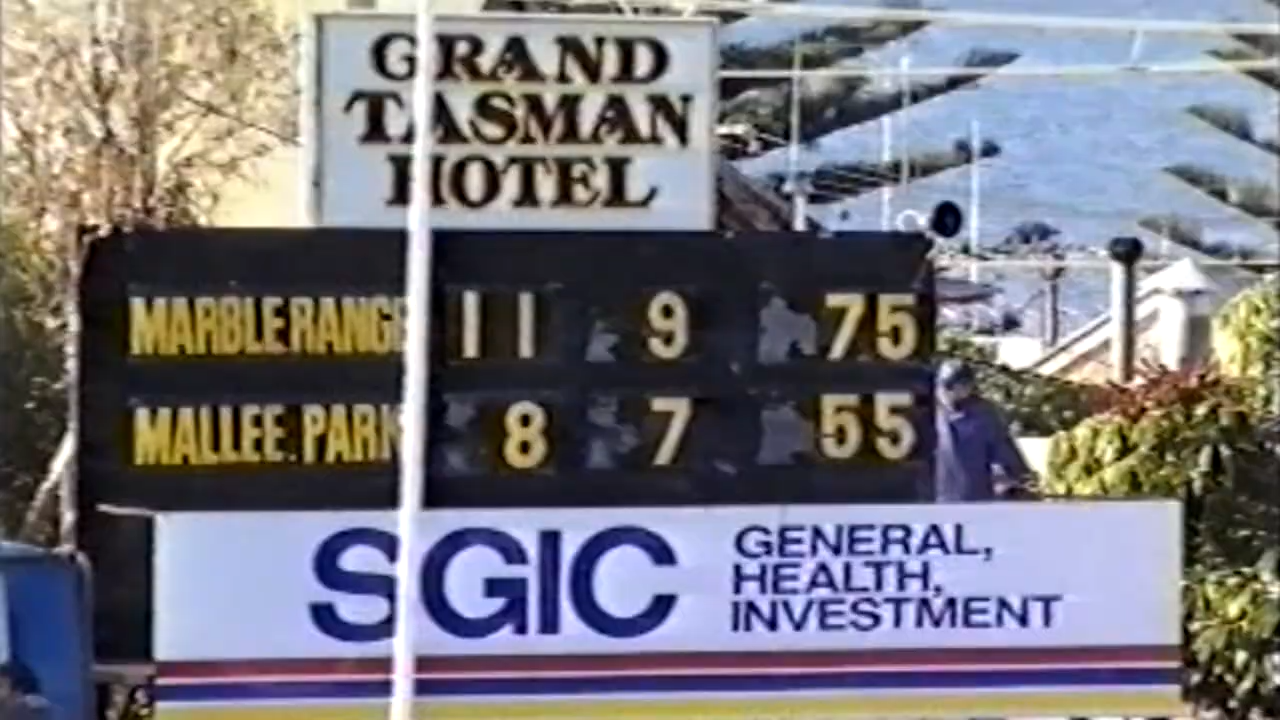 GRAND
TASMAN
HOTEL
MARBLE RANGE 11 9 75
MALLEE. PARK 8 7 55
SGIC
GENERAL,
HEALTH,
INVESTMENT